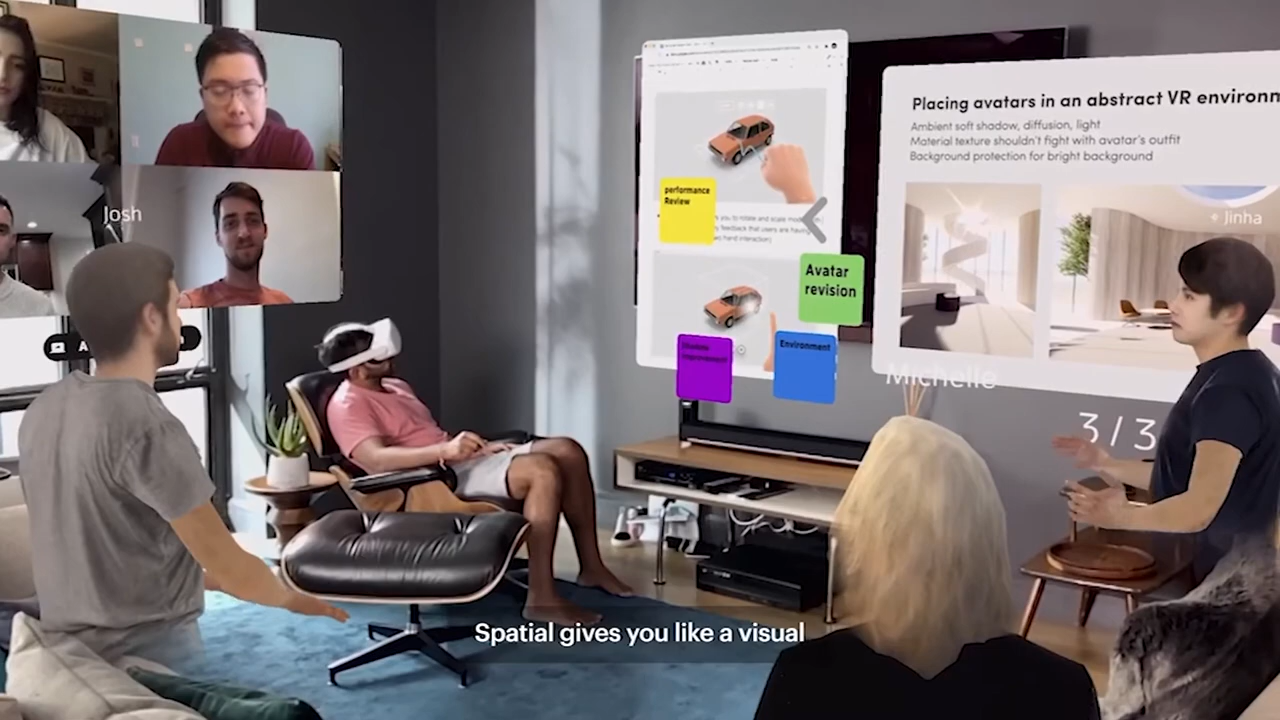 Placing avatars in an abstract VR environm
Ambient soft shadow, diffusion, light
Material texture shouldn't fight with avatar's outfit
Background protection for bright background
Josh
performance
Review
Jinha
Avatar
revision
Environment
Michelle
3 / 3
Spatial gives you like a visual